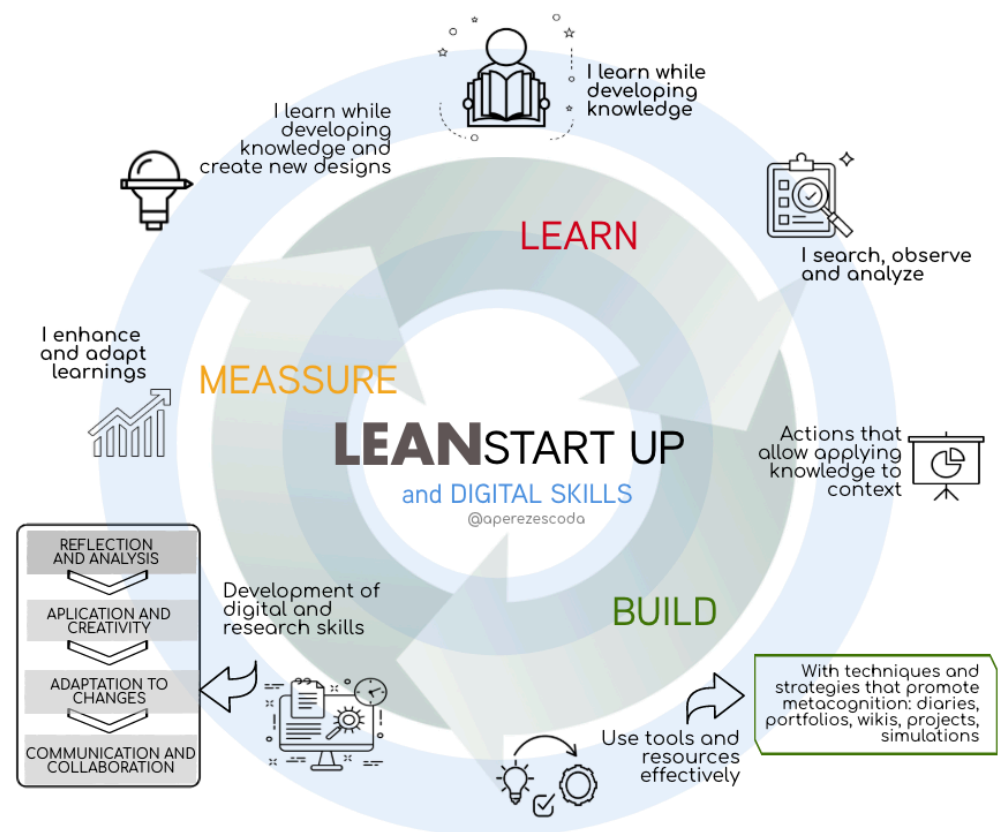 I learn while
developing
knowledge
I learn while
developing
knowledge and
create new designs
LEARN
I search, observe
and analyze
I enhance
and adapt
learnings
MEASSURE
LEAN START UP
and DIGITAL SKILLS
@aperezescoda
Actions that
allow applying
knowledge to
context
REFLECTION
AND ANALYSIS
APLICATION AND
CREATIVITY
ADAPTATION TO
CHANGES
COMMUNICATION AND
COLLABORATION
Development of
digital and
research skills
BUILD
With techniques and
strategies that promote
metacognition: diaries,
portfolios, wikis, projects,
simulations
Use tools and
resources
effectively